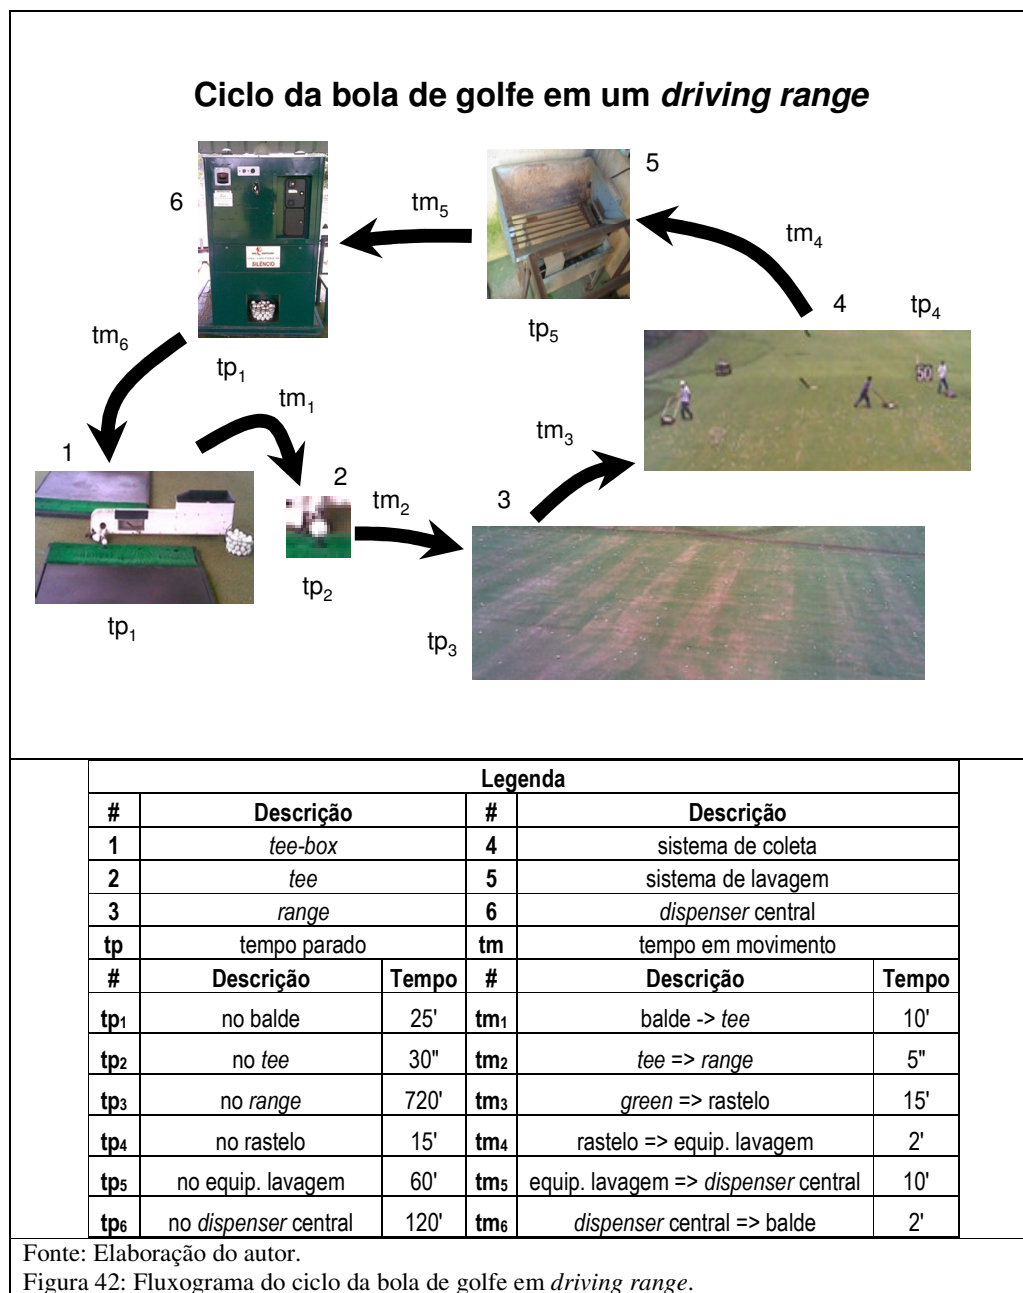 Ciclo da bola de golfe em um driving range
6
tm5
5
tm4
4
tp4
tp5
tm6
tp1
tm1
tm3
1
2
tm2
3
tp2
tp1
tp3
SILÊNCIO
50
Legenda
# Descrição # Descrição
1 tee-box 4 sistema de coleta
2 tee 5 sistema de lavagem
3 range 6 dispenser central
tp tempo parado tm tempo em movimento
# Descrição Tempo # Descrição Tempo
tp1 no balde 25' tm1 balde -> tee 10'
tp2 no tee 30" tm2 tee => range 5"
tp3 no range 720' tm3 green => rastelo 15'
tp4 no rastelo 15' tm4 rastelo => equip. lavagem 2'
tp5 no equip. lavagem 60' tm5 equip. lavagem => dispenser central 10'
tp6 no dispenser central 120' tm6 dispenser central => balde 2'
Fonte: Elaboração do autor.
Figura 42: Fluxograma do ciclo da bola de golfe em driving range.